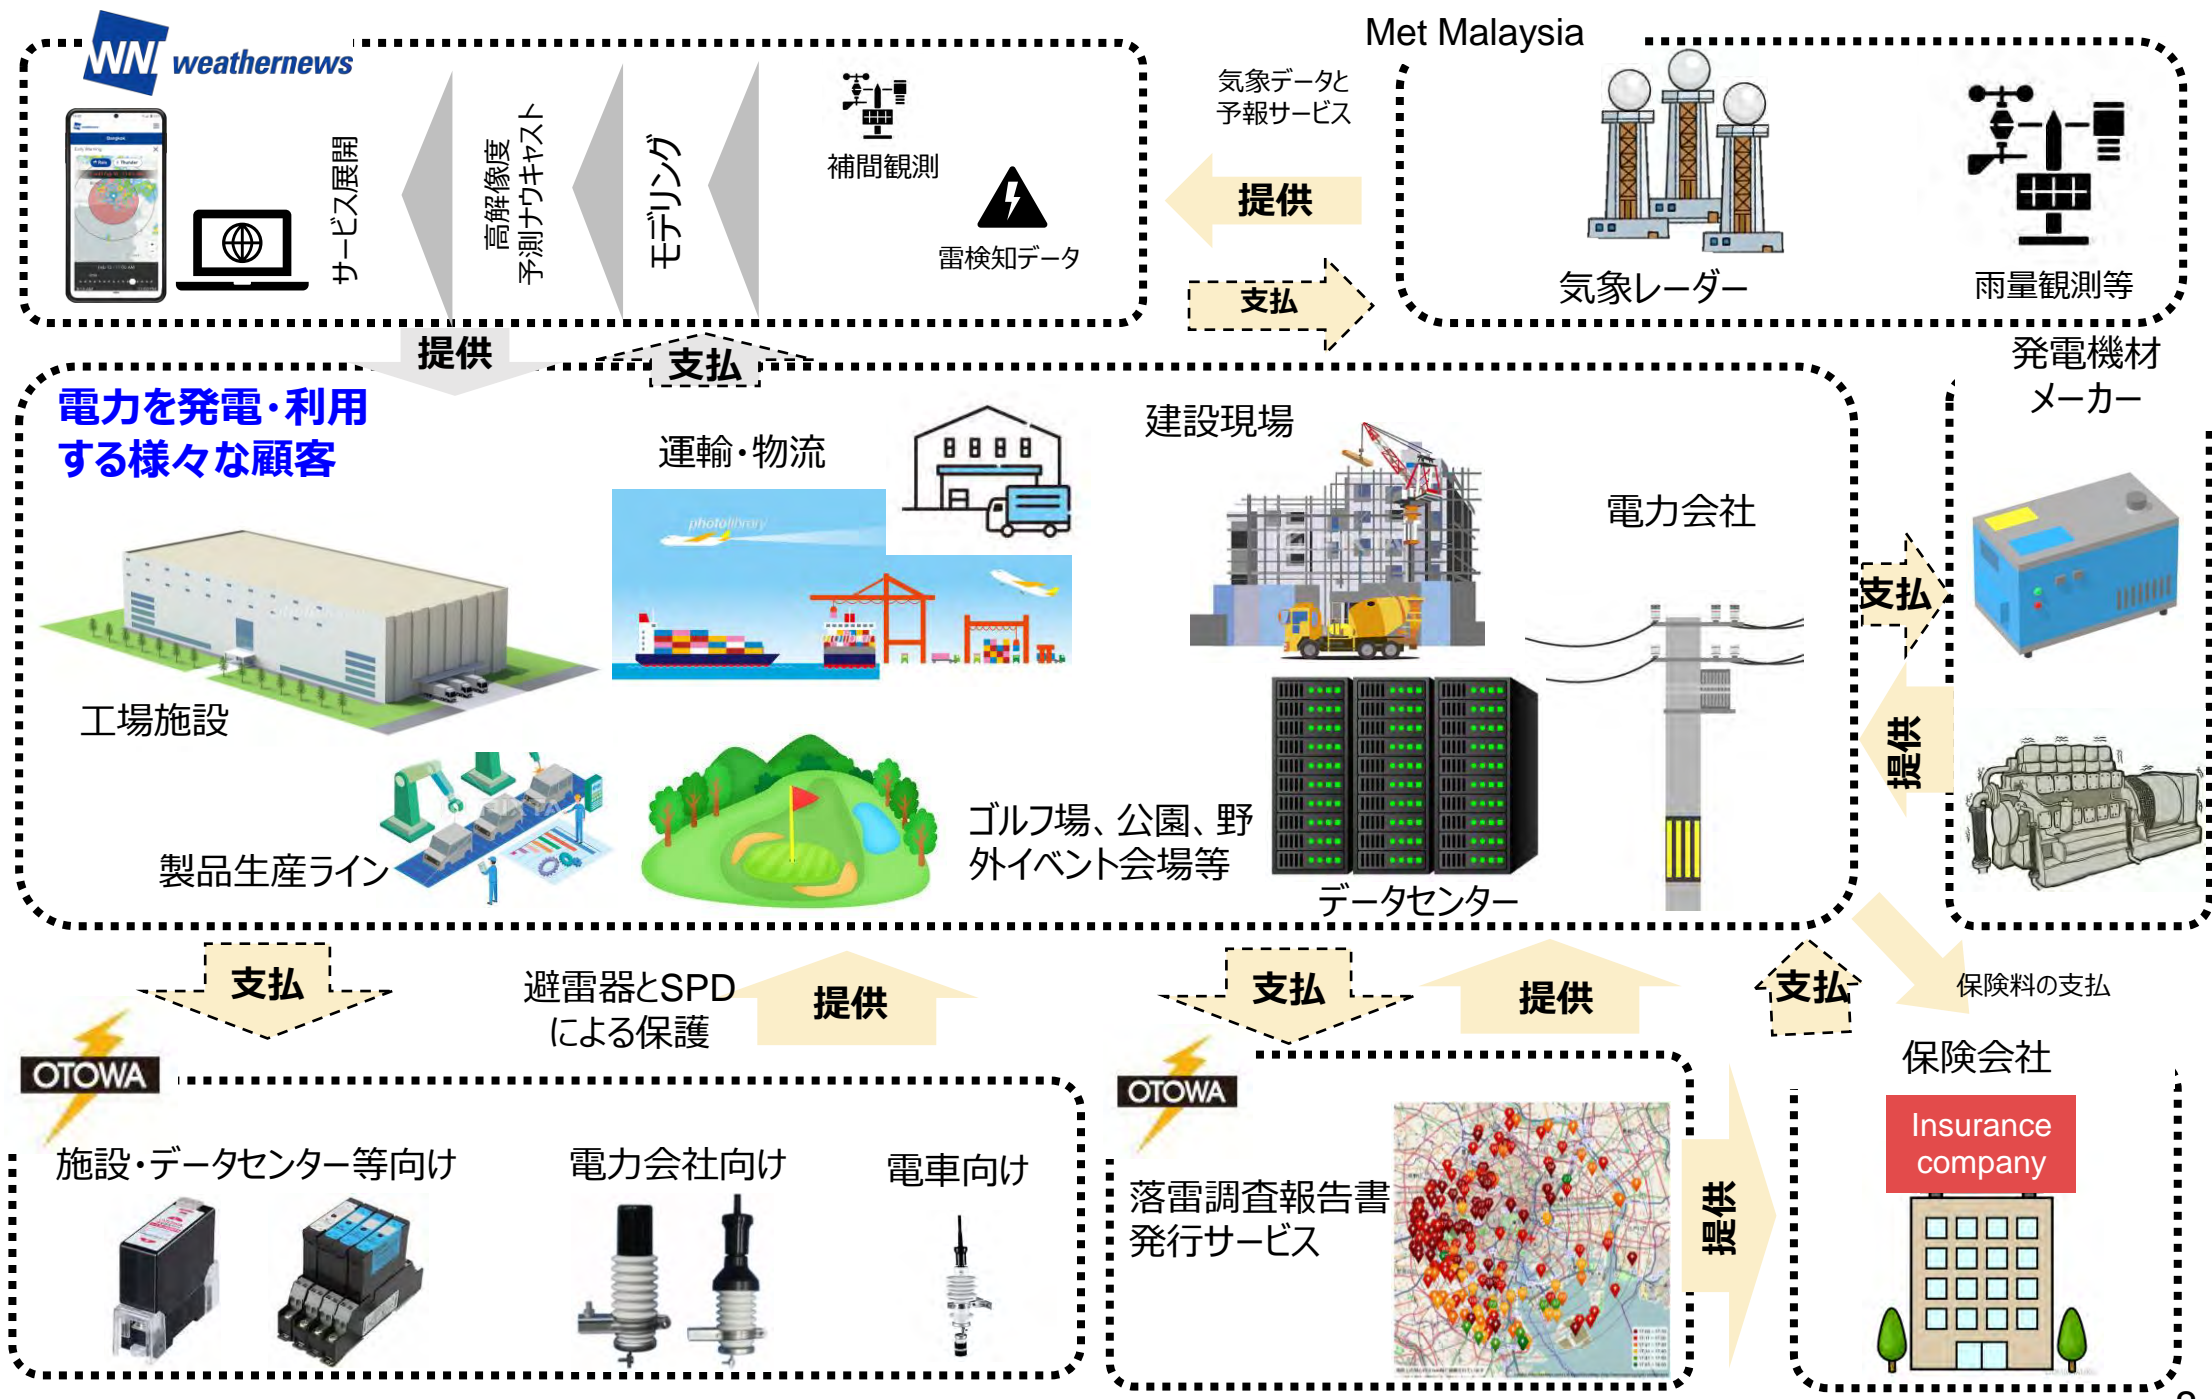 WNI weathernews
サービス展開
高解像度
予測ナウキャスト
モデリング
補間観測
雷検知データ
気象データと
予報サービス
提供
支払
Met Malaysia
気象レーダー
雨量観測等
提供
支払
電力を発電・利用
する様々な顧客
運輸・物流
photolibrary
建設現場
電力会社
工場施設
製品生産ライン
ゴルフ場、公園、野
外イベント会場等
データセンター
発電機材
メーカー
支払
提供
支払
避雷器とSPD
による保護
提供
支払
提供
支払
保険料の支払
OTOWA
施設・データセンター等向け
電力会社向け
電車向け
OTOWA
落雷調査報告書
発行サービス
提供
保険会社
Insurance
company